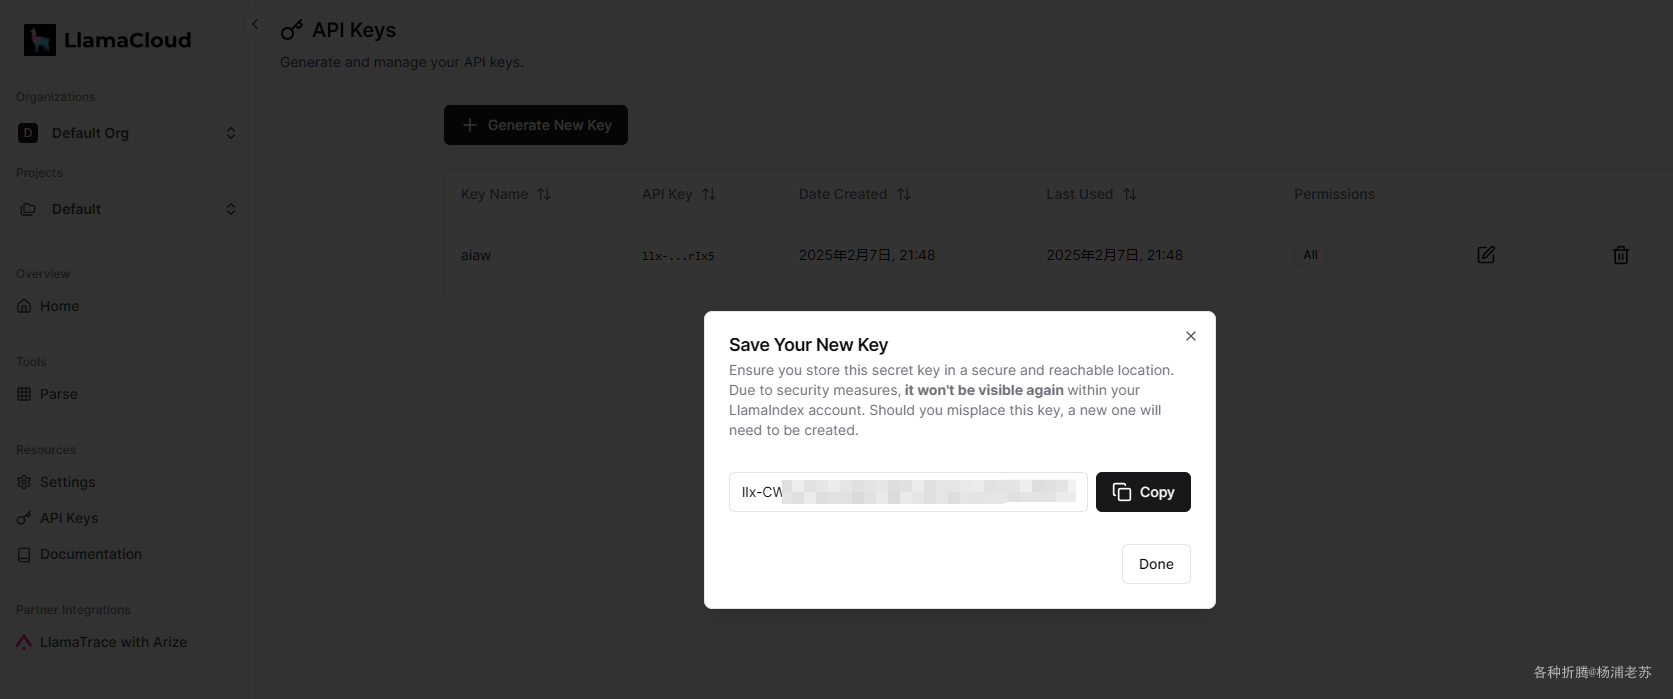 LlamaCloud
Organizations
D Default Org
Projects
Default
Overview
Home
Tools
Parse
Resources
Settings
API Keys
Documentation
Partner Integrations
LlamaTrace with Arize
API Keys
Generate and manage your API keys.
Generate New Key
Key Name API Key Date Created Last Used Permissions
aiaw llx-...rIx5 2025年2月7日, 21:48 2025年2月7日, 21:48 All
Save Your New Key
Ensure you store this secret key in a secure and reachable location.
Due to security measures, it won't be visible again within your
LlamaIndex account. Should you misplace this key, a new one will
need to be created.
llx-CW
Copy
Done
各种折腾@杨浦老苏